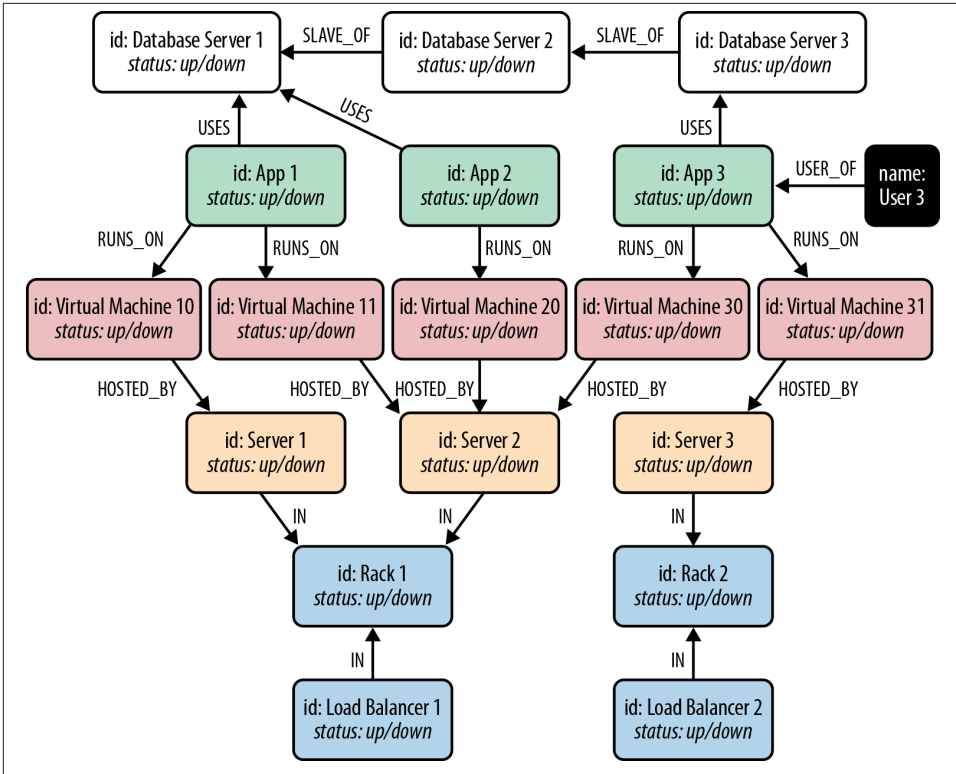 id: Database Server 1
status: up/down
SLAVE_OF
id: Database Server 2
status: up/down
SLAVE_OF
id: Database Server 3
status: up/down
USES
USES
USES
id: App 1
status: up/down
id: App 2
status: up/down
id: App 3
status: up/down
USER_OF
name:
User 3
RUNS_ON
RUNS_ON
RUNS_ON
RUNS_ON
RUNS_ON
id: Virtual Machine 10
status: up/down
id: Virtual Machine 11
status: up/down
id: Virtual Machine 20
status: up/down
id: Virtual Machine 30
status: up/down
id: Virtual Machine 31
status: up/down
HOSTED_BY
HOSTED_BY
HOSTED_BY
HOSTED_BY
HOSTED_BY
id: Server 1
status: up/down
id: Server 2
status: up/down
id: Server 3
status: up/down
IN
IN
IN
id: Rack 1
status: up/down
id: Rack 2
status: up/down
IN
IN
id: Load Balancer 1
status: up/down
id: Load Balancer 2
status: up/down